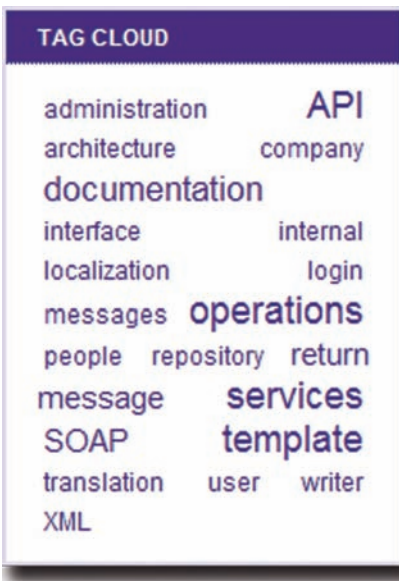 TAG CLOUD
administration API
architecture company
documentation
interface internal
localization login
messages operations
people repository return
message services
SOAP template
translation user writer
XML